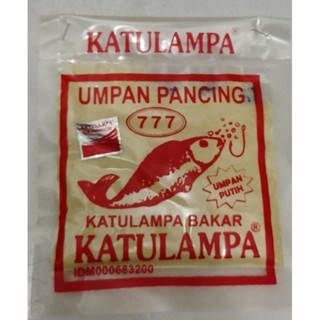 KATULAMPA®
UMPAN PANCING
777
UMPAN
PUTIH
KATULAMPA BAKAR
KATULAMPA®
IDM000683200